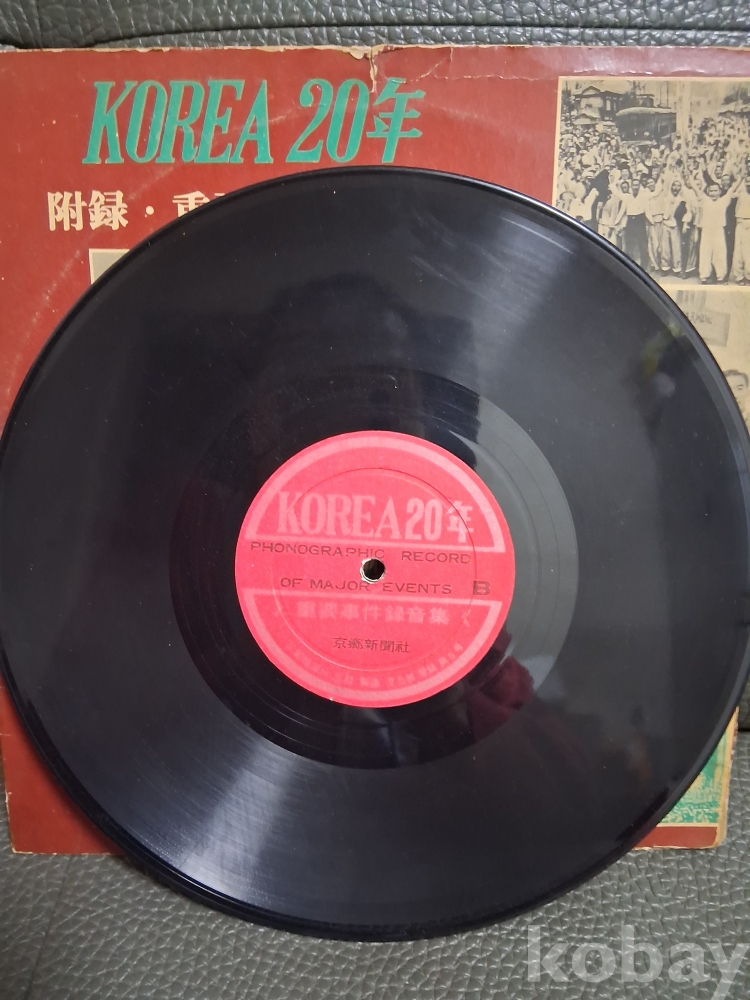 KOREA 20年
附録・重
KOREA 20年
PHONOGRAPHIC RECORD
OF MAJOR EVENTS B
重要事件録音集
京鄕新聞社
kobay